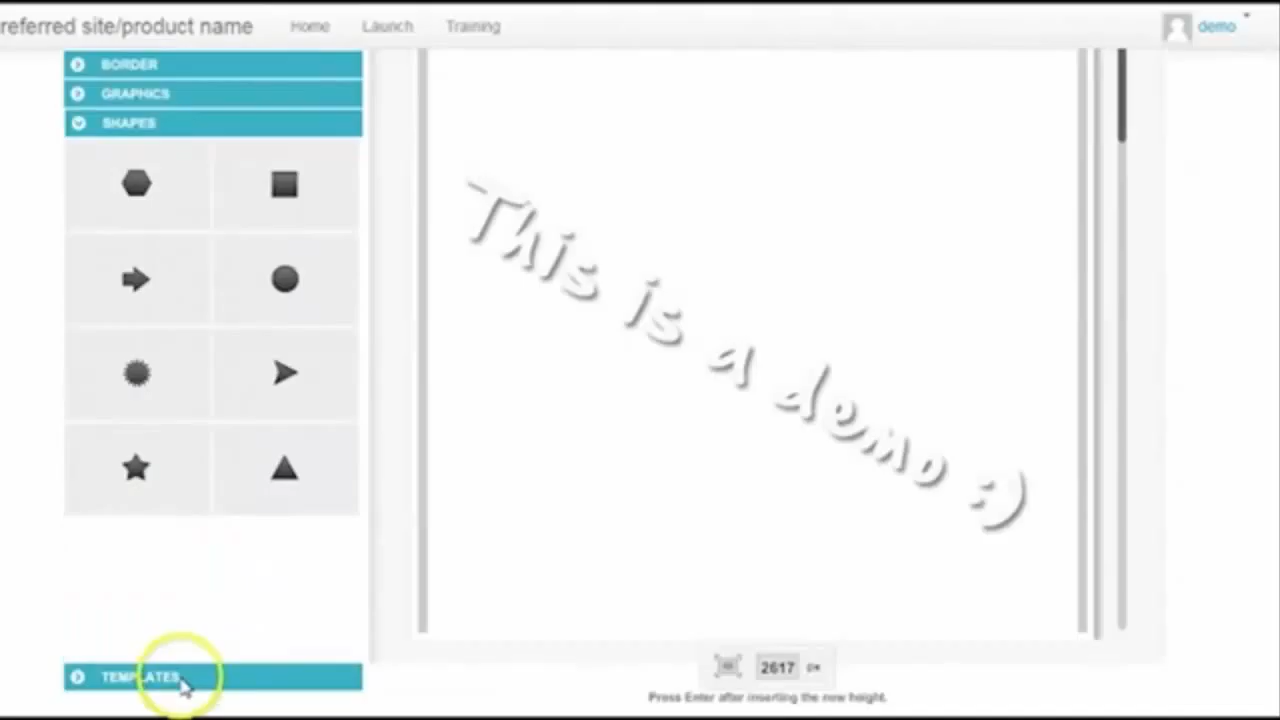 referred site/product name Home Launch Training demo
BORDER
GRAPHICS
SHAPES
This is a demo :)
TEMPLATES
2617 px
Press Enter after inserting the new height.